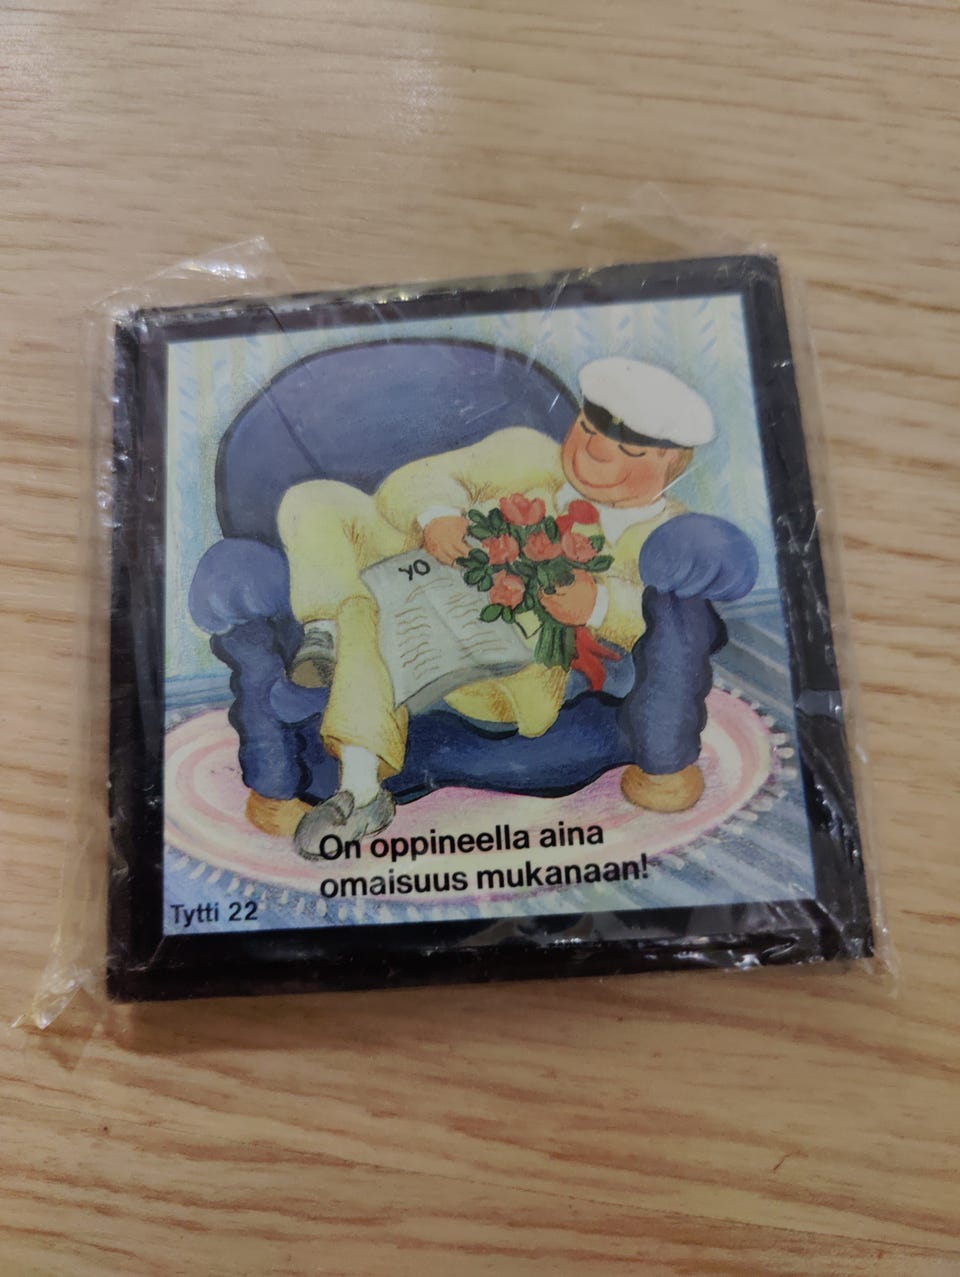 YO
On oppineella aina
omaisuus mukanaan!
Tytti 22